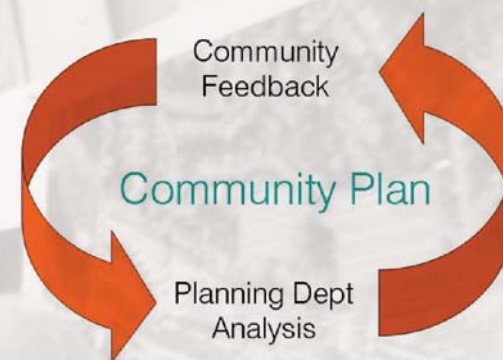 Community
Feedback
Community Plan
Planning Dept
Analysis